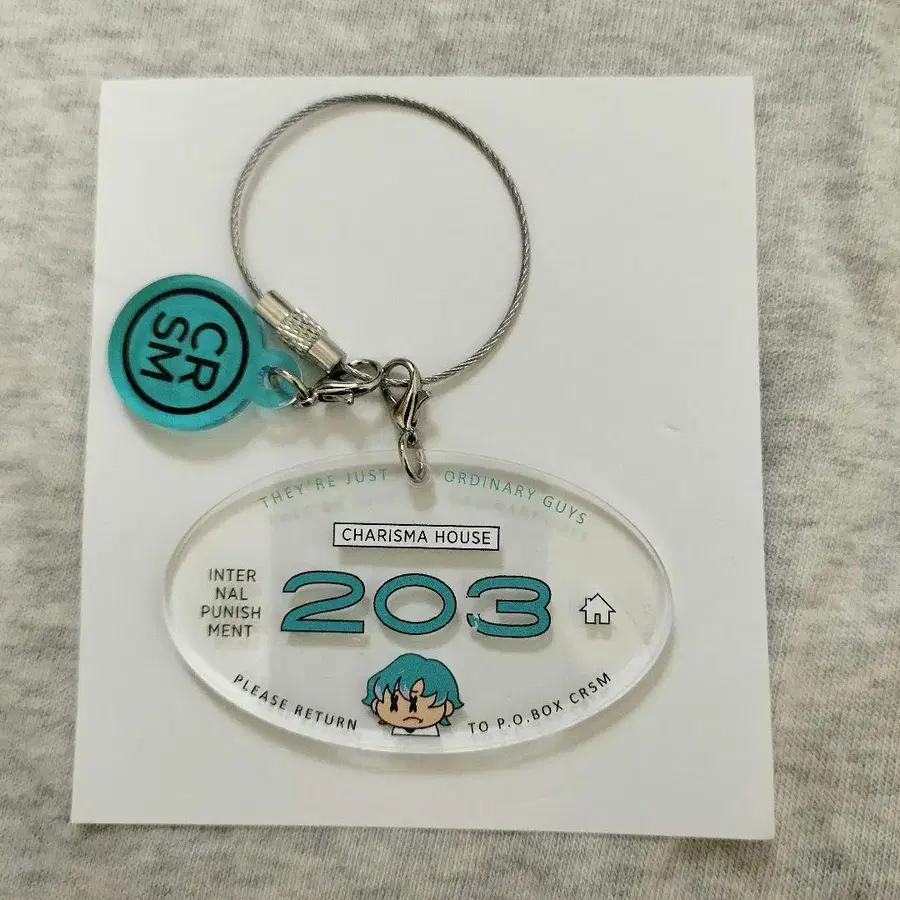 CR
SM
THEY'RE JUST ORDINARY GUYS
CHARISMA HOUSE
INTER
NAL
PUNISH
MENT
203
PLEASE RETURN TO P.O.BOX CRSM